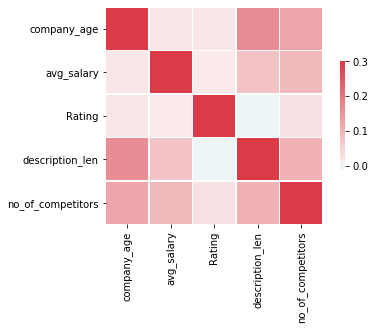 company_age
avg_salary
Rating
description_len
no_of_competitors
0.3
0.2
0.1
0.0
company_age
avg_salary
Rating
description_len
no_of_competitors